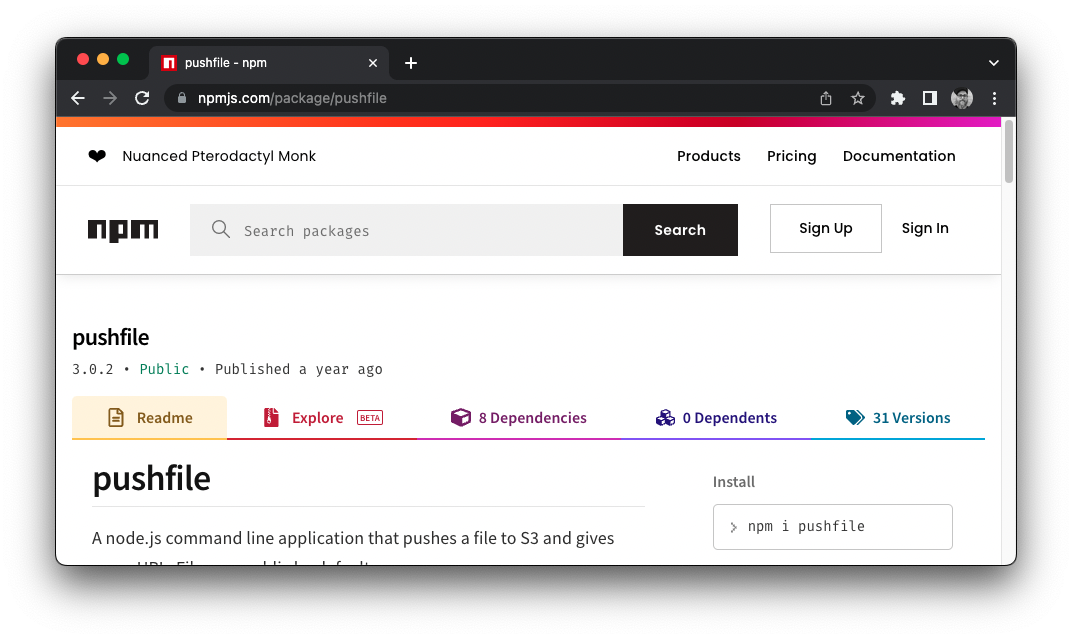 pushfile - npm
npmjs.com/package/pushfile
Nuanced Pterodactyl Monk
Products Pricing Documentation
npm
Search packages
Search
Sign Up
Sign In
pushfile
3.0.2 • Public • Published a year ago
Readme
Explore BETA
8 Dependencies
0 Dependents
31 Versions
pushfile
A node.js command line application that pushes a file to S3 and gives
Install
npm i pushfile